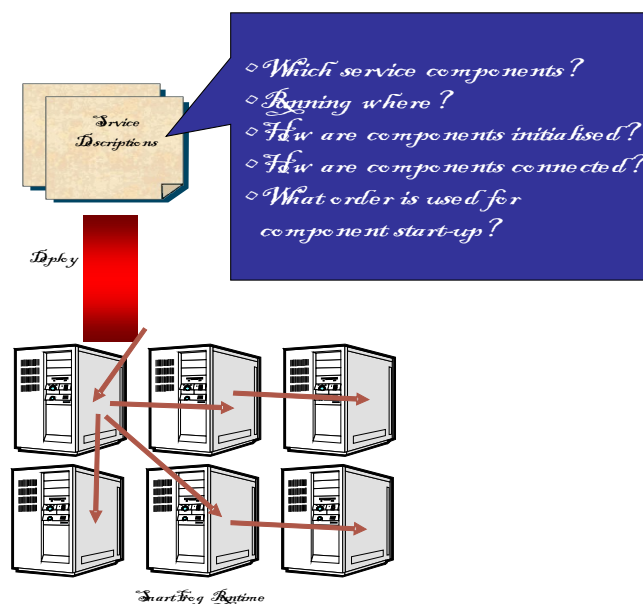 Service
Descriptions
◊ Which service components?
◊ Running where?
◊ How are components initialised?
◊ How are components connected?
◊ What order is used for
component start-up?
Deploy
SmartFrog Runtime